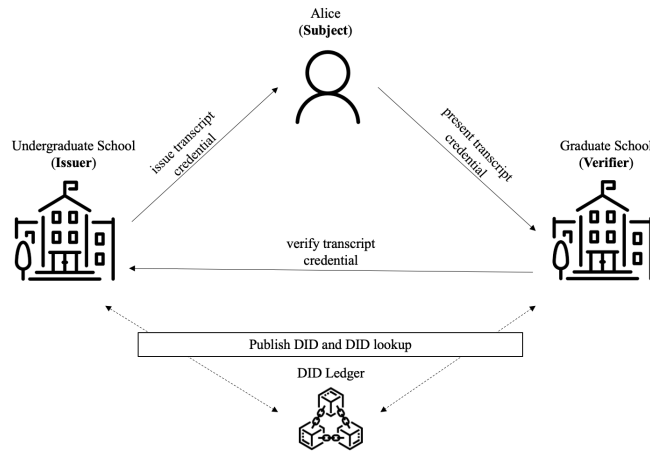 Alice
(Subject)
issue transcript
credential
present transcript
credential
Undergraduate School
(Issuer)
Graduate School
(Verifier)
verify transcript
credential
Publish DID and DID lookup
DID Ledger